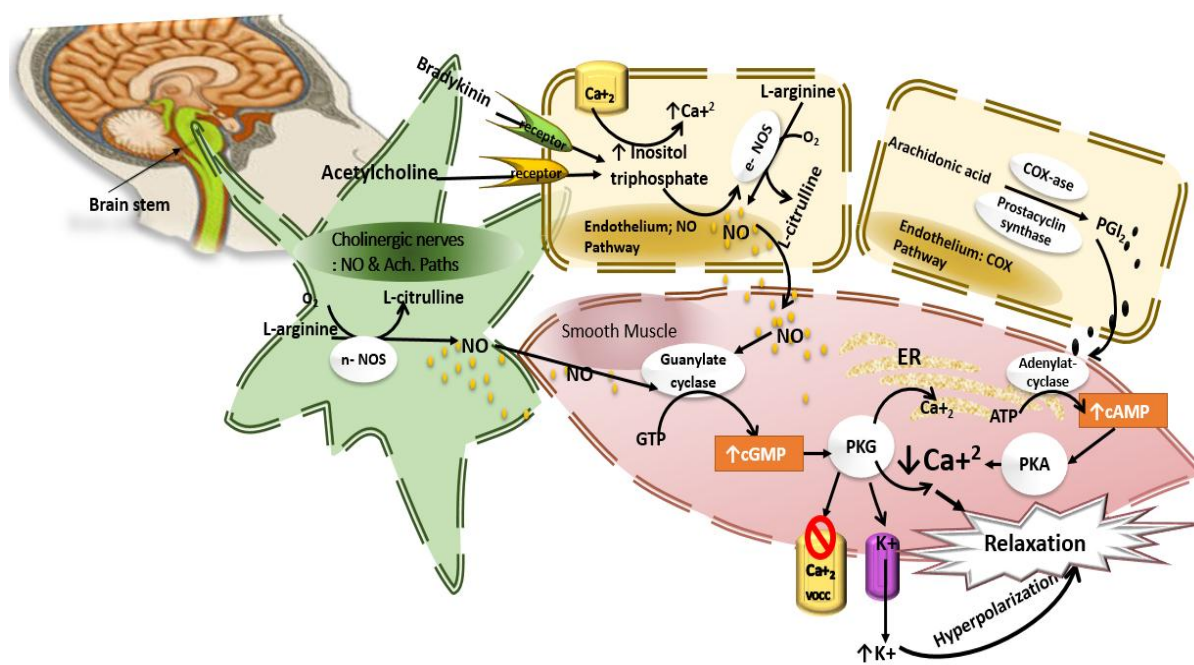 Brain stem
Bradykinin
receptor
Acetylcholine
receptor
Cholinergic nerves
: NO & Ach. Paths
O2
L-citrulline
L-arginine
n- NOS
NO
NO
Ca+2
↑Ca+2
↑ Inositol
triphosphate
L-arginine
e- NOS
O2
L-citrulline
Endothelium; NO
Pathway
NO
Arachidonic acid
COX-ase
Prostacyclin
synthase
PGI2
Endothelium: COX
Pathway
Smooth Muscle
NO
Guanylate
cyclase
GTP
↑cGMP
PKG
ER
Ca+2
Adenylat-
cyclase
ATP
↑cAMP
PKA
↓Ca+2
Relaxation
Ca+2
VOCC
K+
↑K+
Hyperpolarization